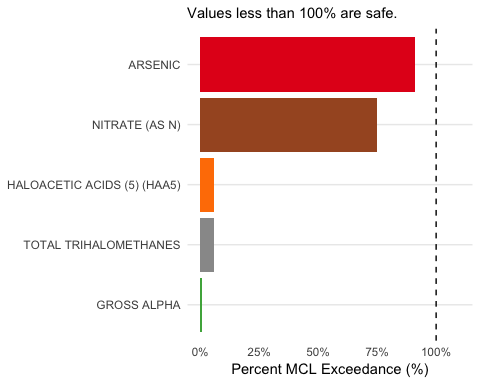 Values less than 100% are safe.
ARSENIC
NITRATE (AS N)
HALOACETIC ACIDS (5) (HAA5)
TOTAL TRIHALOMETHANES
GROSS ALPHA
0% 25% 50% 75% 100%
Percent MCL Exceedance (%)